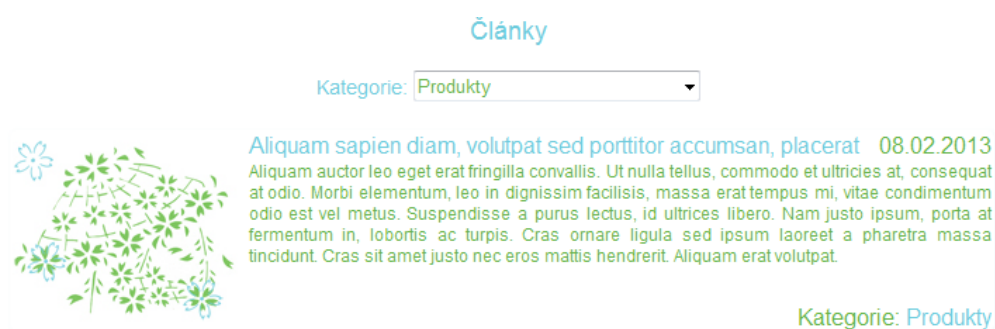 Články
Kategorie: Produkty
Aliquam sapien diam, volutpat sed porttitor accumsan, placerat 08.02.2013
Aliquam auctor leo eget erat fringilla convallis. Ut nulla tellus, commodo et ultricies at, consequat
at odio. Morbi elementum, leo in dignissim facilisis, massa erat tempus mi, vitae condimentum
odio est vel metus. Suspendisse a purus lectus, id ultrices libero. Nam justo ipsum, porta at
fermentum in, lobortis ac turpis. Cras ornare ligula sed ipsum laoreet a pharetra massa
tincidunt. Cras sit amet justo nec eros mattis hendrerit. Aliquam erat volutpat.
Kategorie: Produkty